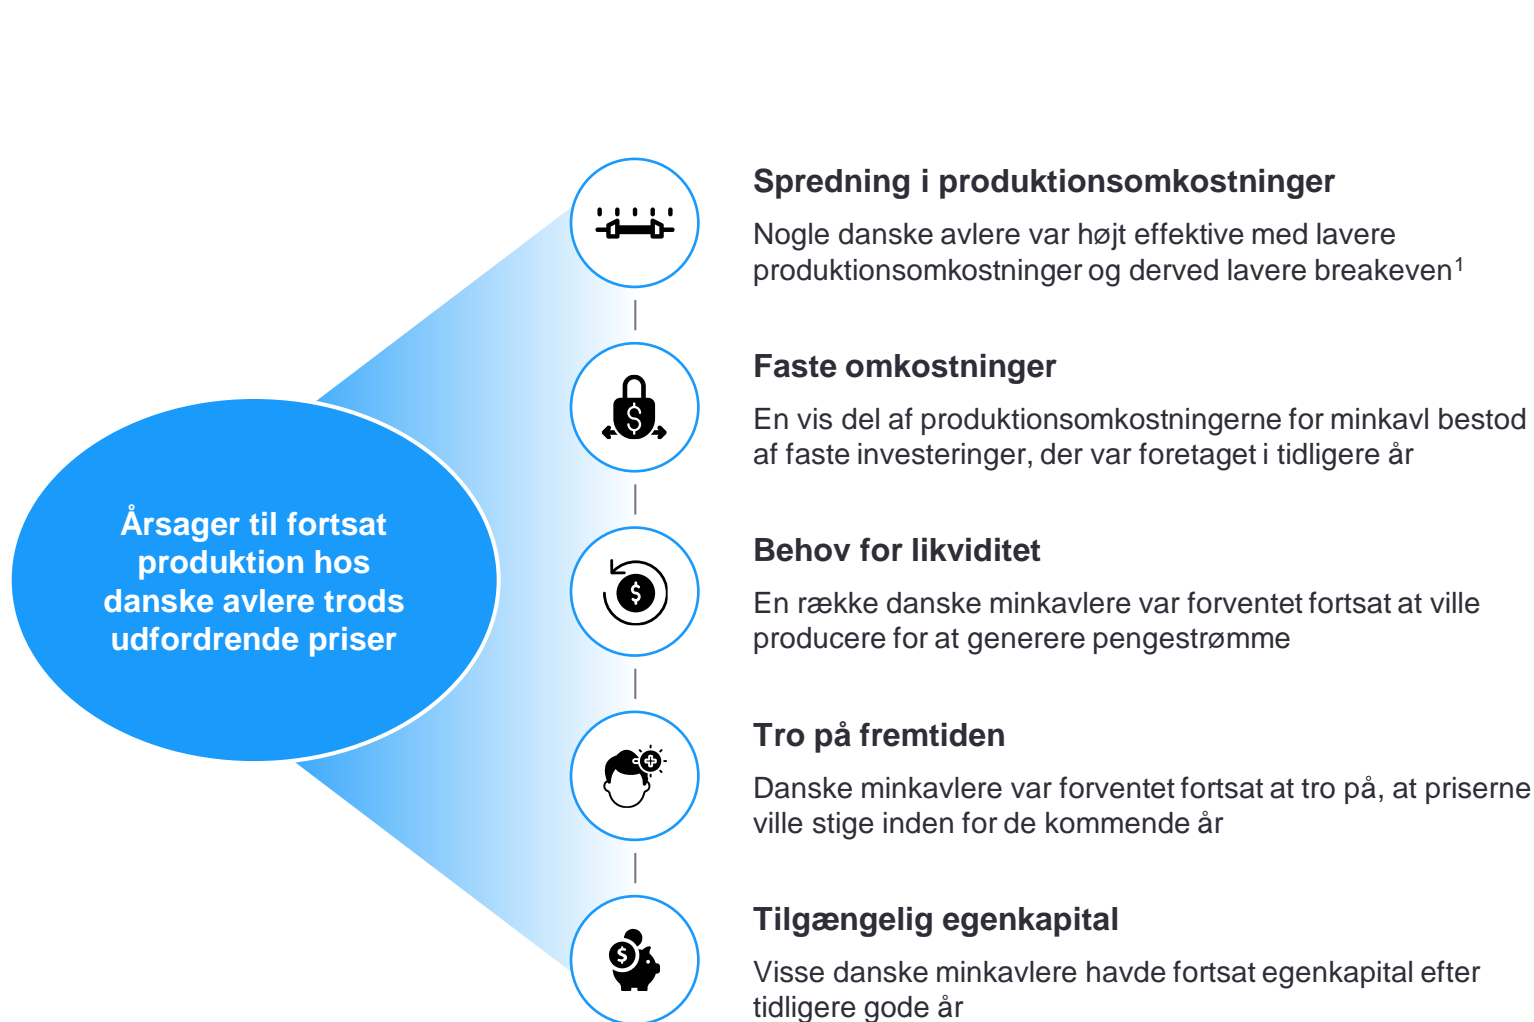 Årsager til fortsat
produktion hos
danske avlere trods
udfordrende priser
Spredning i produktionsomkostninger
Nogle danske avlere var højt effektive med lavere
produktionsomkostninger og derved lavere breakeven¹
Faste omkostninger
En vis del af produktionsomkostningerne for minkavl bestod
af faste investeringer, der var foretaget i tidligere år
Behov for likviditet
En række danske minkavlere var forventet fortsat at ville
producere for at generere pengestrømme
Tro på fremtiden
Danske minkavlere var forventet fortsat at tro på, at priserne
ville stige inden for de kommende år
Tilgængelig egenkapital
Visse danske minkavlere havde fortsat egenkapital efter
tidligere gode år